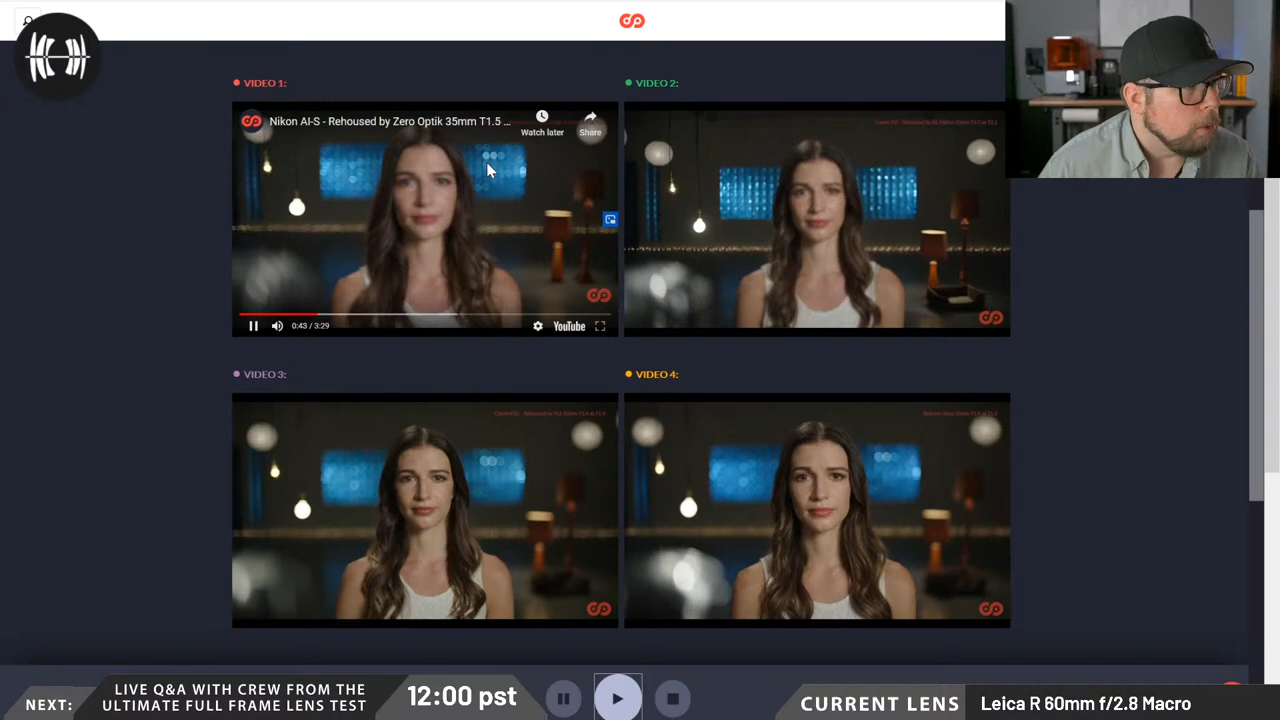 VIDEO 1:
VIDEO 2:
Nikon AI-S - Rehoused by Zero Optik 35mm T1.5 ...
Watch later
Share
0:43 / 3:29
YouTube
VIDEO 3:
VIDEO 4:
NEXT:
LIVE Q&A WITH CREW FROM THE
ULTIMATE FULL FRAME LENS TEST
12:00 pst
CURRENT LENS
Leica R 60mm f/2.8 Macro